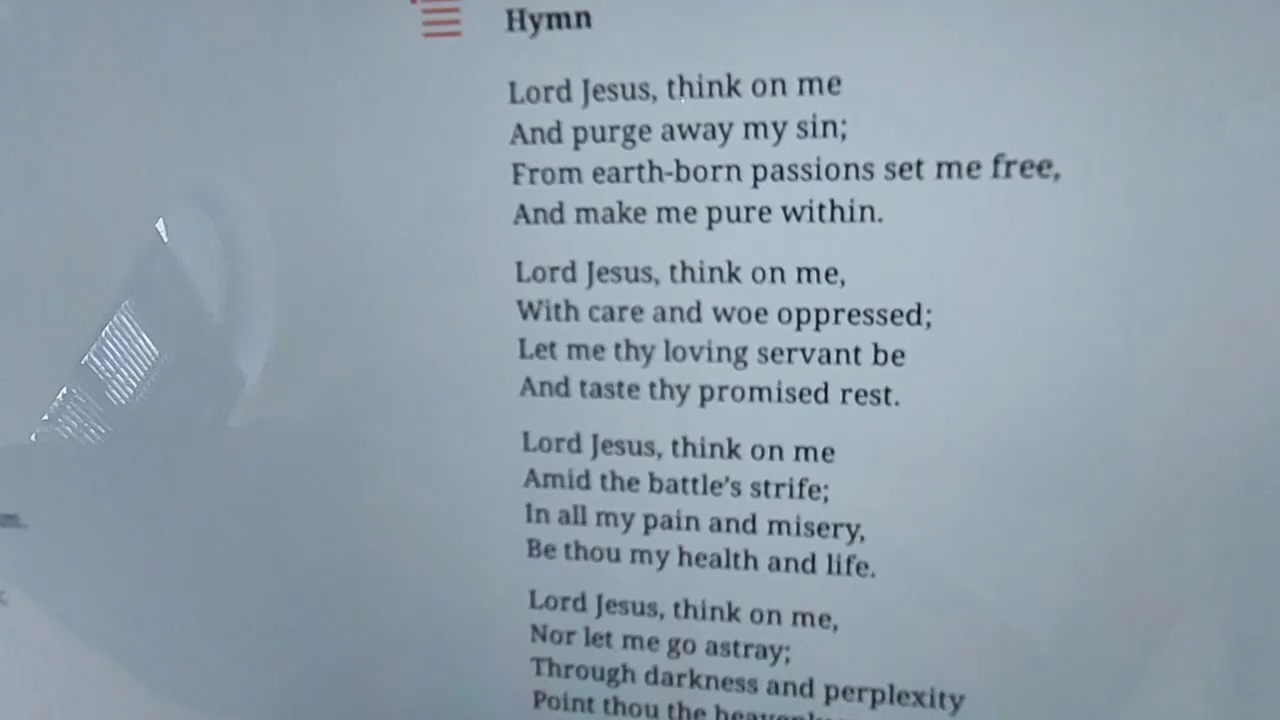 Hymn
Lord Jesus, think on me
And purge away my sin;
From earth-born passions set me free,
And make me pure within.
Lord Jesus, think on me,
With care and woe oppressed;
Let me thy loving servant be
And taste thy promised rest.
Lord Jesus, think on me
Amid the battle’s strife;
In all my pain and misery,
Be thou my health and life.
Lord Jesus, think on me,
Nor let me go astray;
Through darkness and perplexity
Point thou the